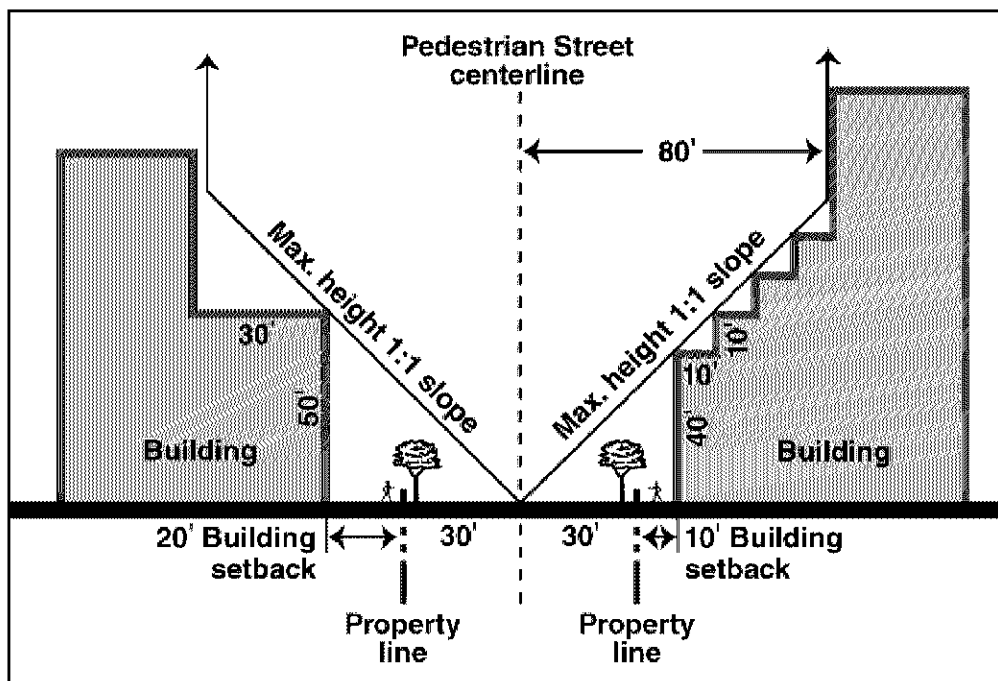 Pedestrian Street
centerline
80'
Max. height 1:1 slope
Max. height 1:1 slope
30'
50'
10'
10'
40'
Building
Building
20' Building
setback
30'
30'
10' Building
setback
Property
line
Property
line